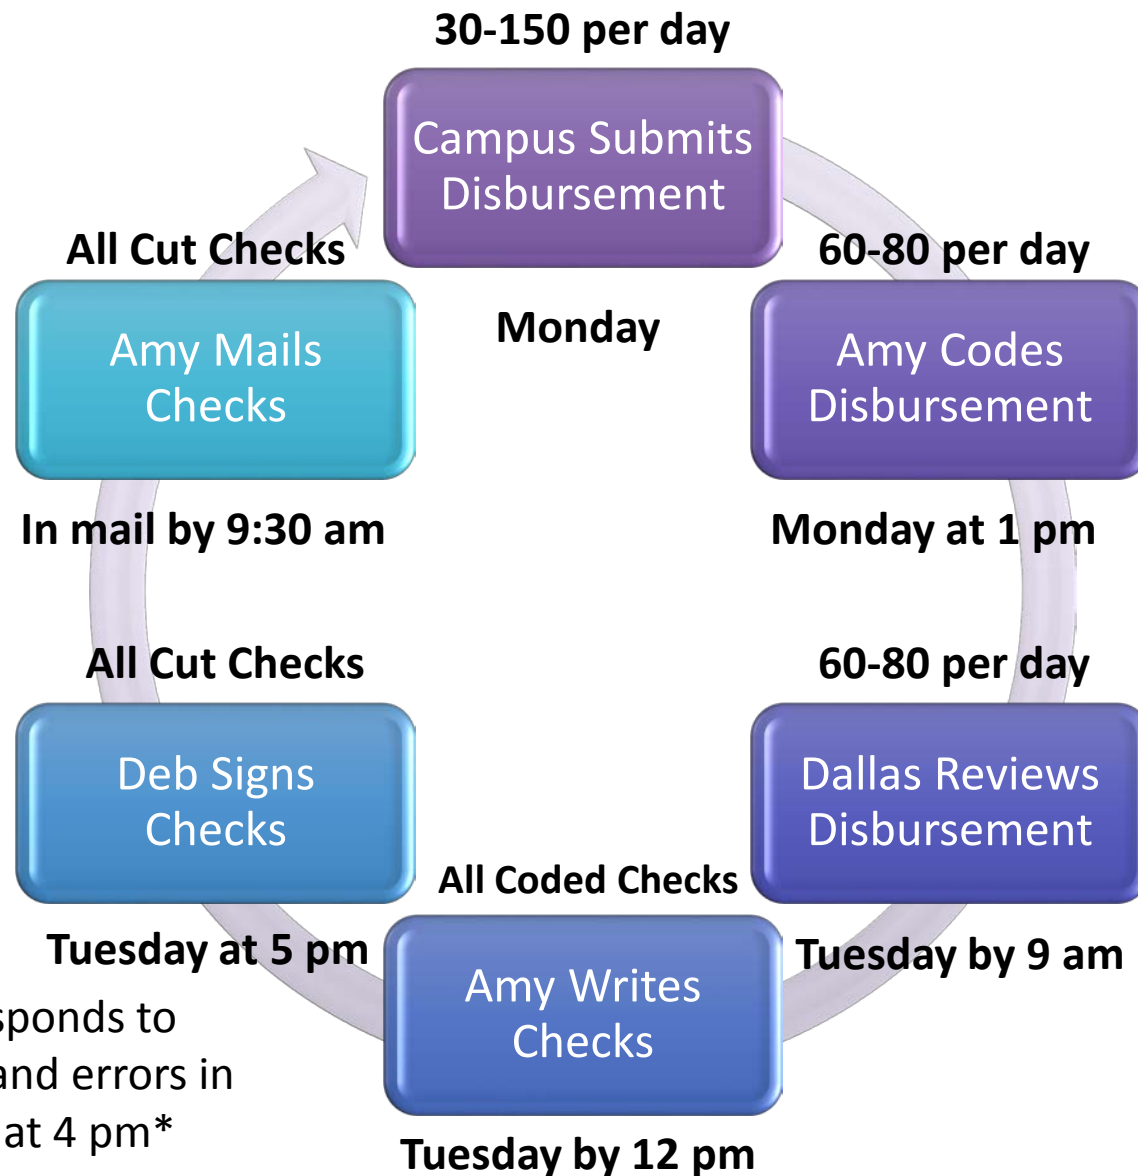 30-150 per day
Campus Submits
Disbursement
Monday
60-80 per day
Amy Codes
Disbursement
Monday at 1 pm
60-80 per day
Dallas Reviews
Disbursement
Tuesday by 9 am
All Coded Checks
Amy Writes
Checks
Tuesday by 12 pm
All Cut Checks
Deb Signs
Checks
Tuesday at 5 pm
All Cut Checks
Amy Mails
Checks
In mail by 9:30 am
to
and errors in
at 4 pm*